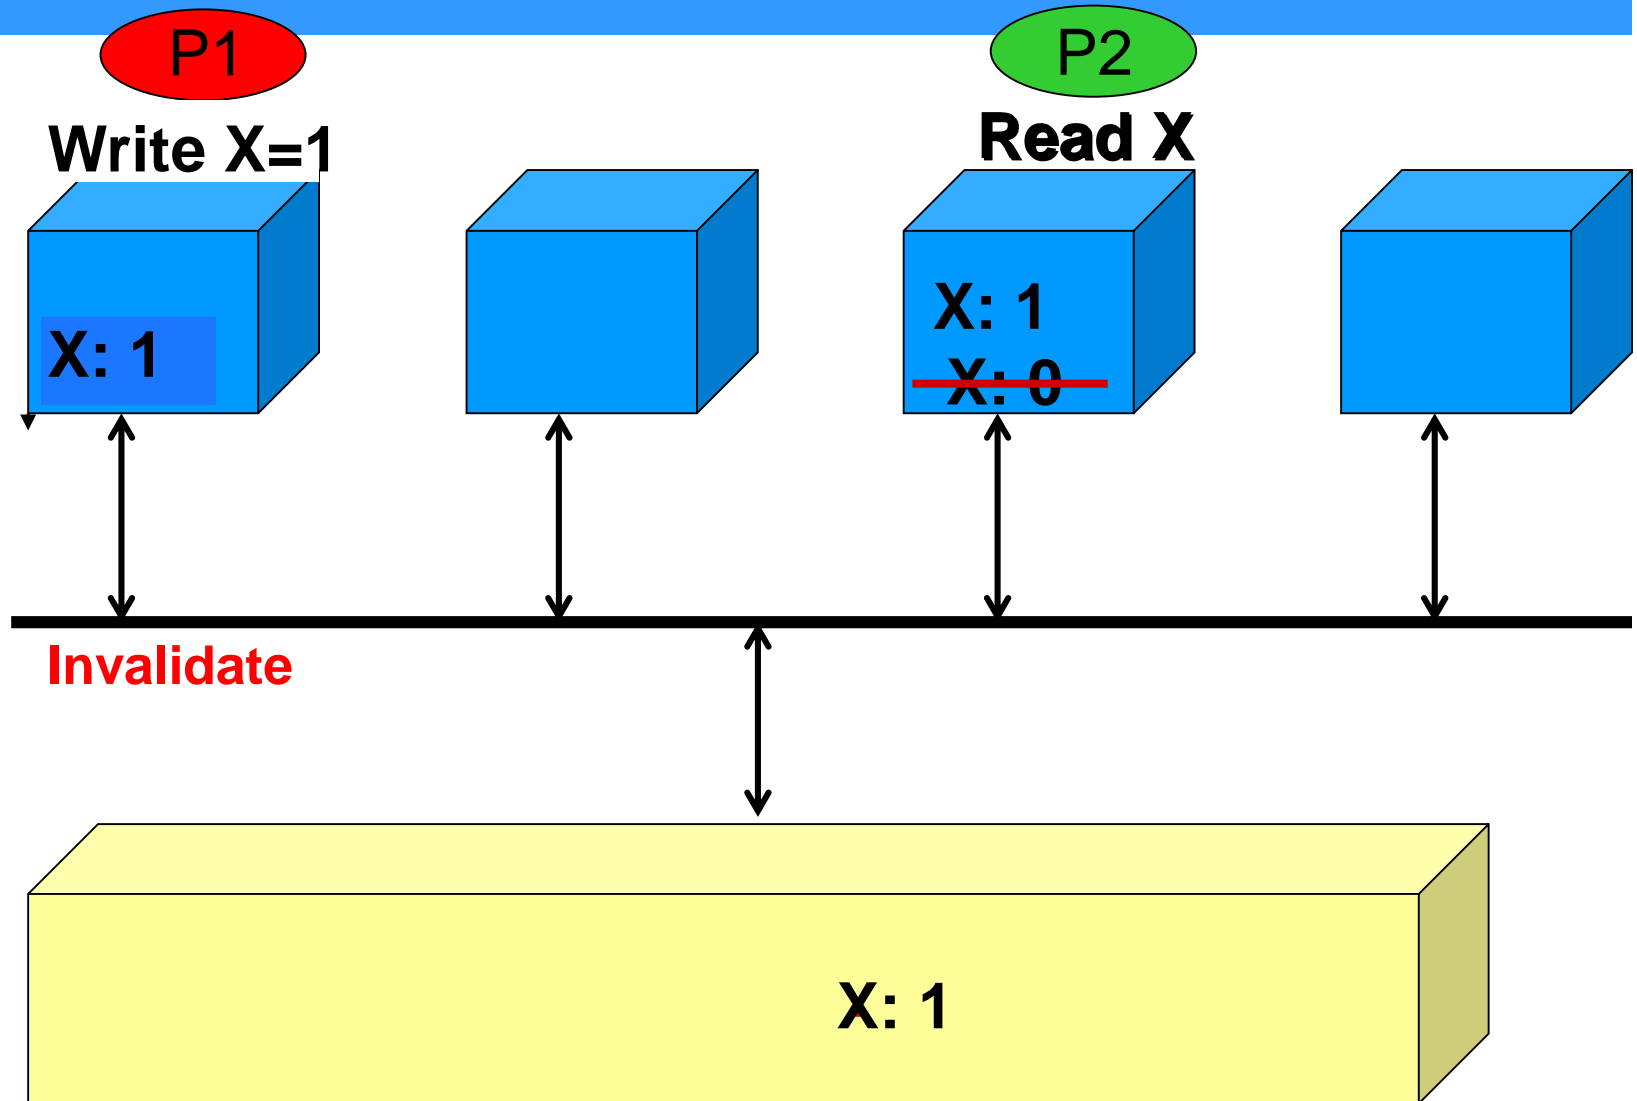 P1
P2
Write X=1
Read X
X: 1
X: 1
X: 0
Invalidate
X: 1